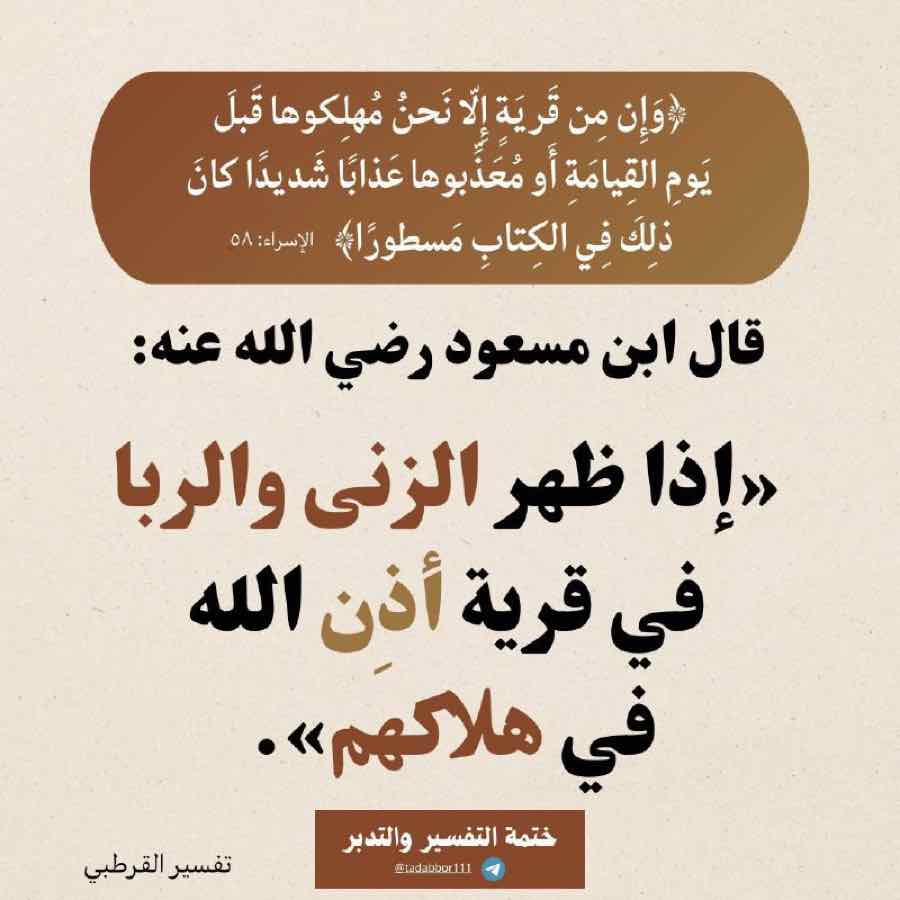 ﴿وَإِن مِن قَريَةٍ إِلّا نَحنُ مُهلِكوها قَبلَ
يَومِ القِيامَةِ أَو مُعَذِّبوها عَذابًا شَديدًا كانَ
ذلِكَ فِي الكِتابِ مَسطورًا﴾ الإسراء: ٥٨
قال ابن مسعود رضي الله عنه:
«إذا ظهر الزنى والربا
في قرية أذِن الله
في هلاكهم».
ختمة التفسير والتدبر
@tadabbor111
تفسير القرطبي